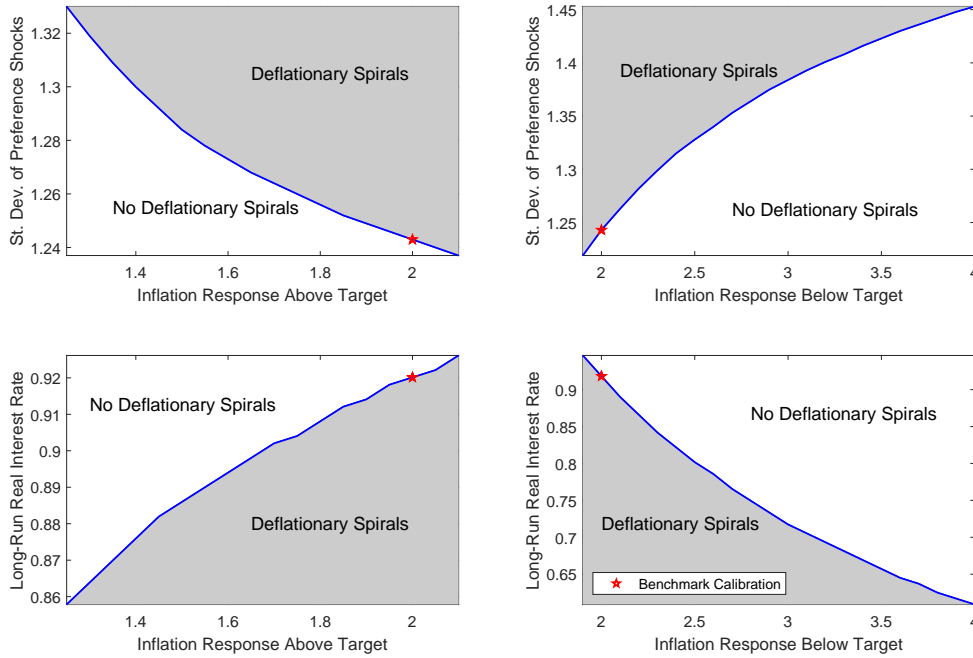 St. Dev. of Preference Shocks
1.32
1.3
1.28
1.26
1.24
Deflationary Spirals
No Deflationary Spirals
1.4
1.6
1.8
2
Inflation Response Above Target
St. Dev. of Preference Shocks
1.45
1.4
1.35
1.3
1.25
Deflationary Spirals
No Deflationary Spirals
2
2.5
3
3.5
4
Inflation Response Below Target
Long-Run Real Interest Rate
0.92
0.91
0.9
0.89
0.88
0.87
0.86
No Deflationary Spirals
Deflationary Spirals
1.4
1.6
1.8
2
Inflation Response Above Target
Long-Run Real Interest Rate
0.9
0.85
0.8
0.75
0.7
0.65
No Deflationary Spirals
Deflationary Spirals
Benchmark Calibration
2
2.5
3
3.5
4
Inflation Response Below Target